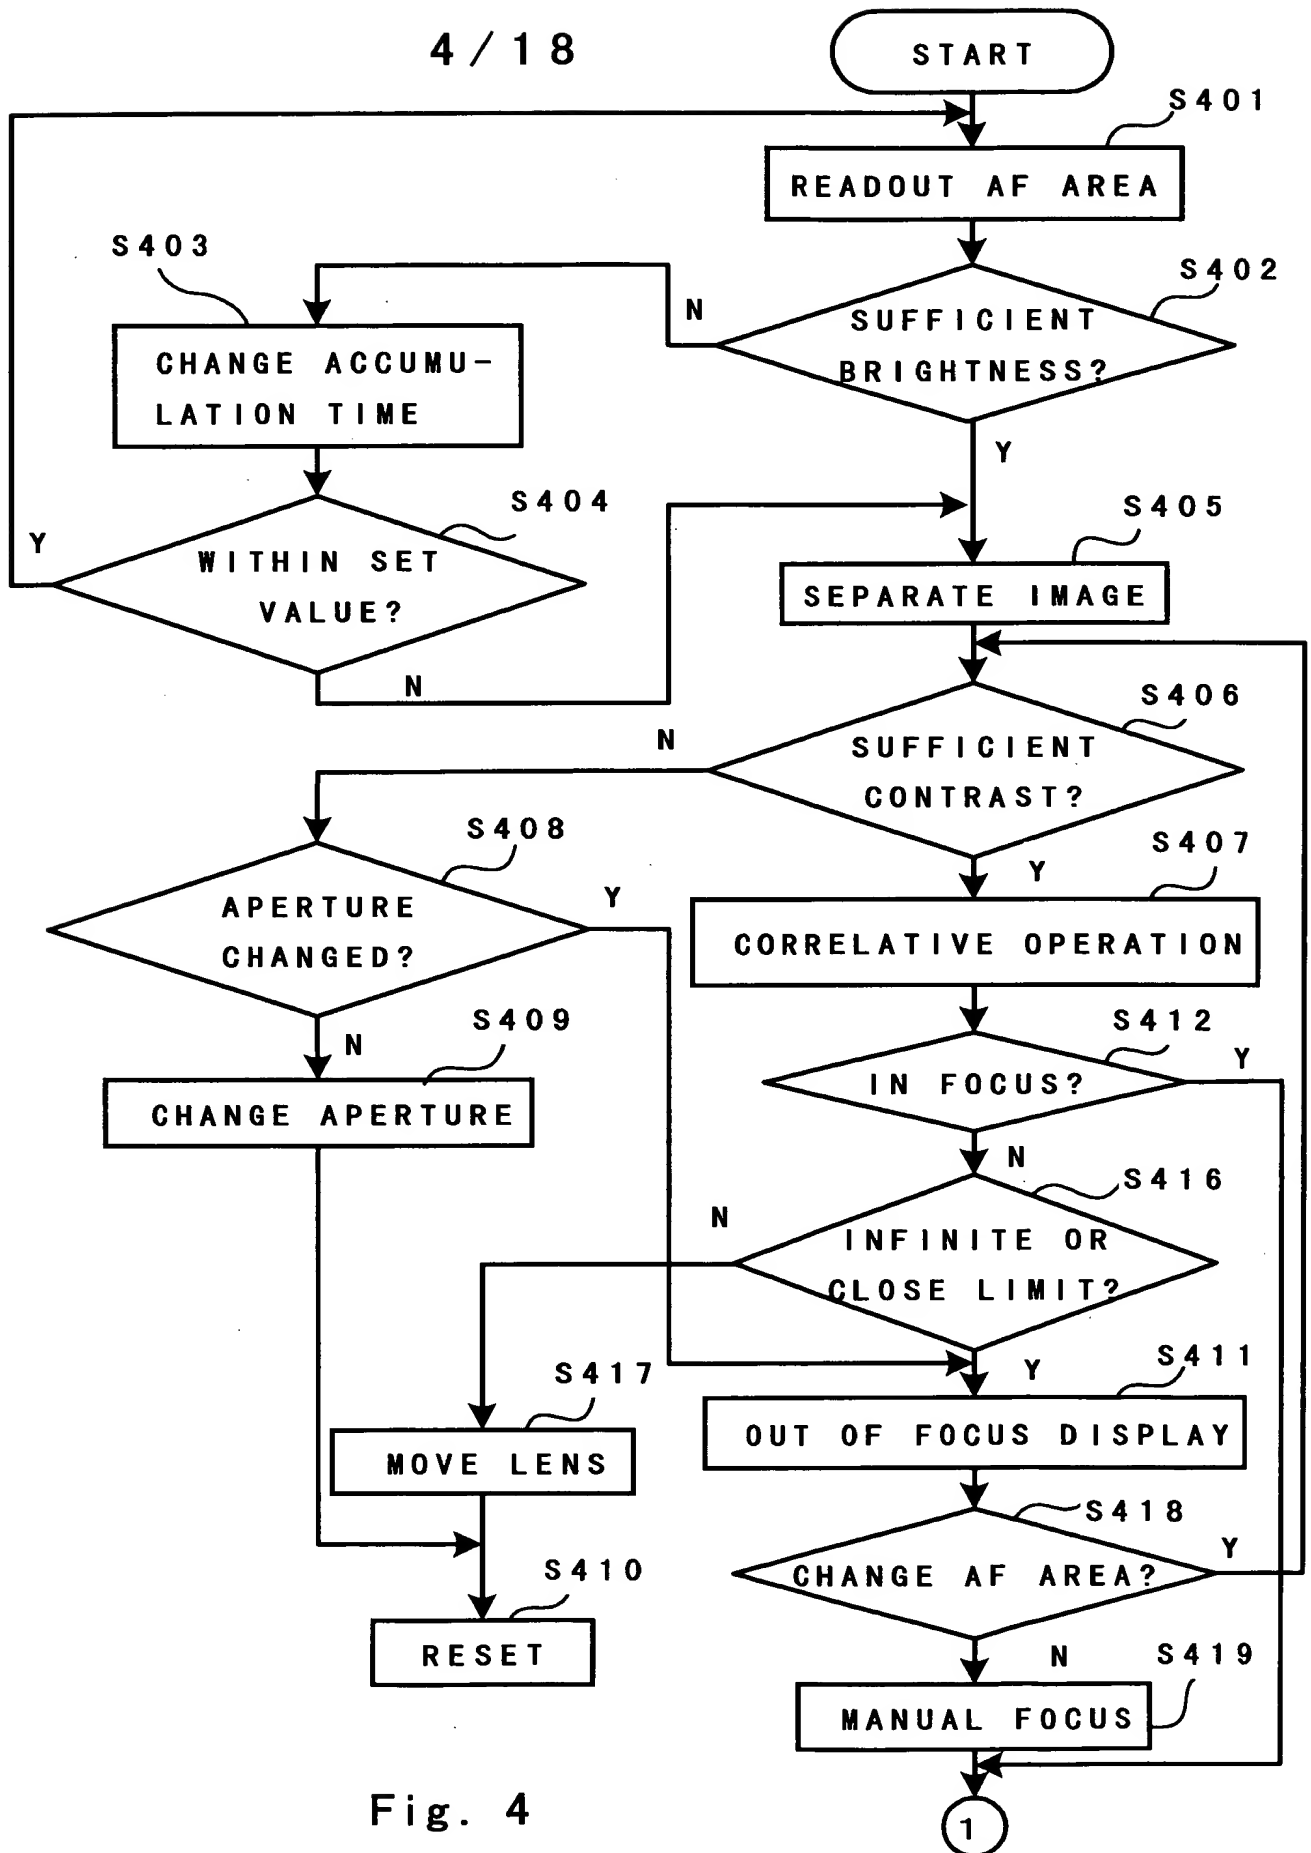 4/18
START
S401
READOUT AF AREA
S403
S402
N
SUFFICIENT
BRIGHTNESS?
CHANGE ACCUMU-
LATION TIME
Y
S404
S405
Y
WITHIN SET
VALUE?
SEPARATE IMAGE
N
S406
N
SUFFICIENT
CONTRAST?
S408
S407
Y
Y
APERTURE
CHANGED?
CORRELATIVE OPERATION
S409
S412
N
Y
IN FOCUS?
CHANGE APERTURE
N
S416
N
INFINITE OR
CLOSE LIMIT?
S411
S417
Y
OUT OF FOCUS DISPLAY
MOVE LENS
S418
Y
S410
CHANGE AF AREA?
RESET
N
S419
MANUAL FOCUS
Fig. 4
1